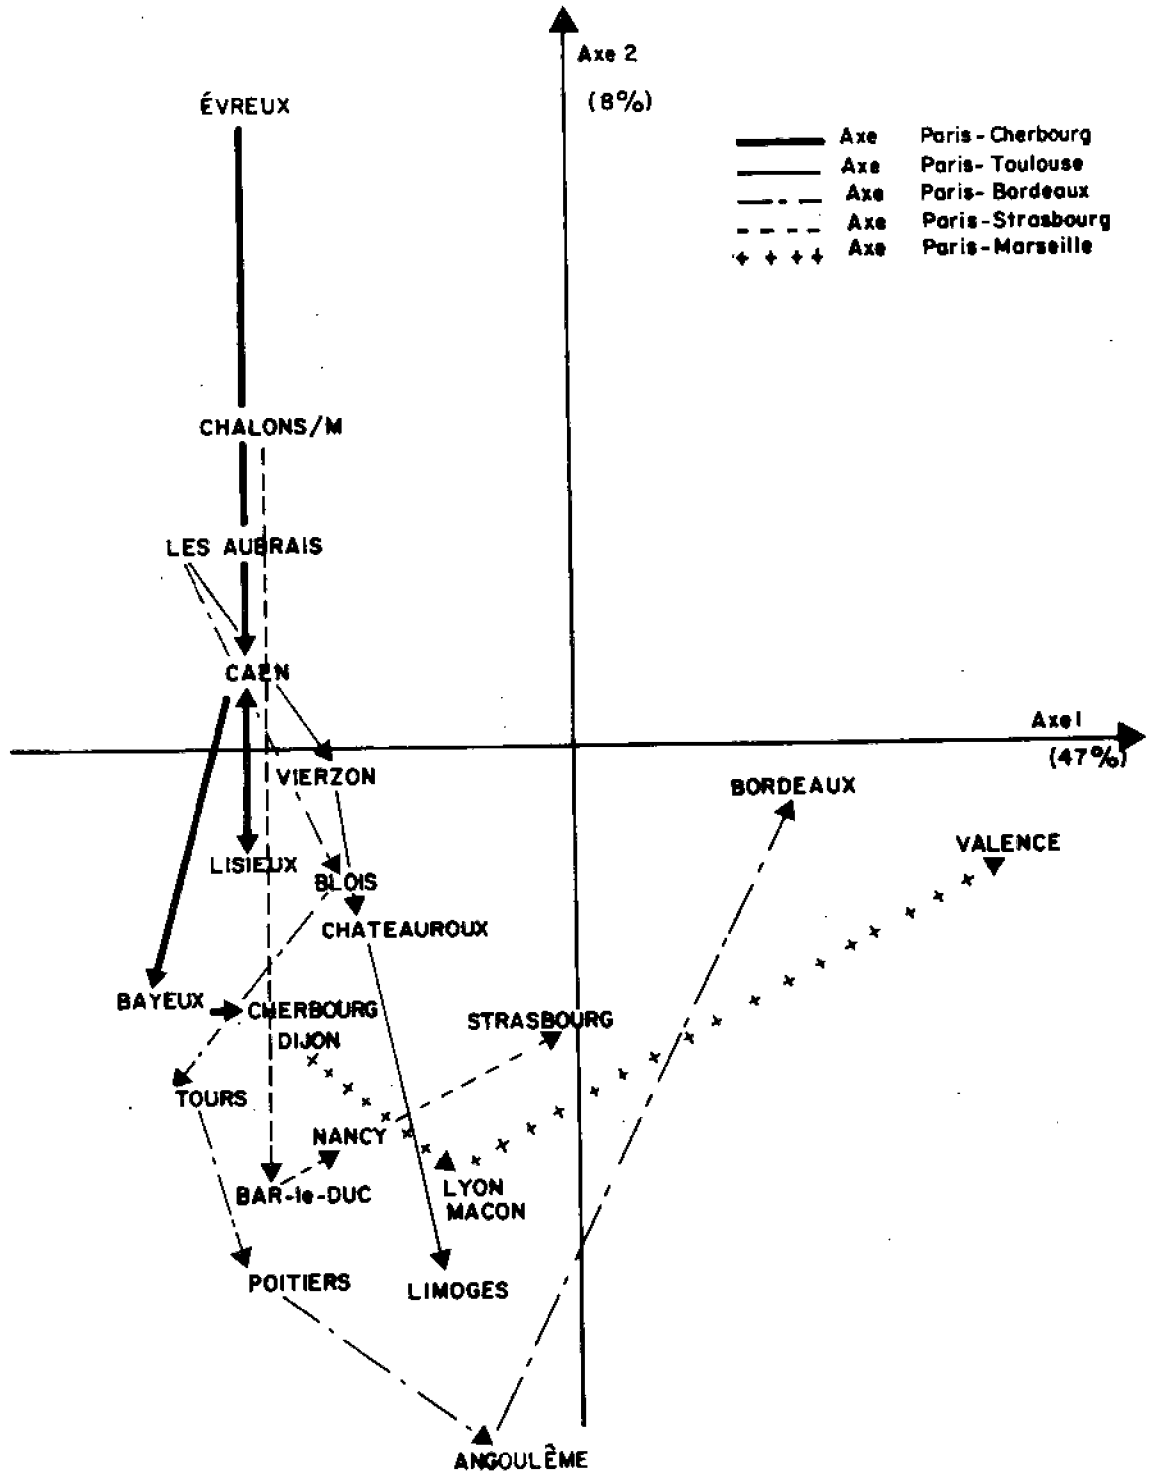 Axe 2
(8%)
ÉVREUX
Axe Paris-Cherbourg
Axe Paris-Toulouse
Axe Paris-Bordeaux
Axe Paris-Strasbourg
Axe Paris-Marseille
CHALONS/M
LES AUBRAIS
CAEN
Axe 1
(47%)
VIERZON
BORDEAUX
VALENCE
LISIEUX
BLOIS
CHATEAUROUX
BAYEUX
CHERBOURG
STRASBOURG
DIJON
TOURS
NANCY
BAR-le-DUC
LYON
MACON
POITIERS
LIMOGES
ANGOULÊME